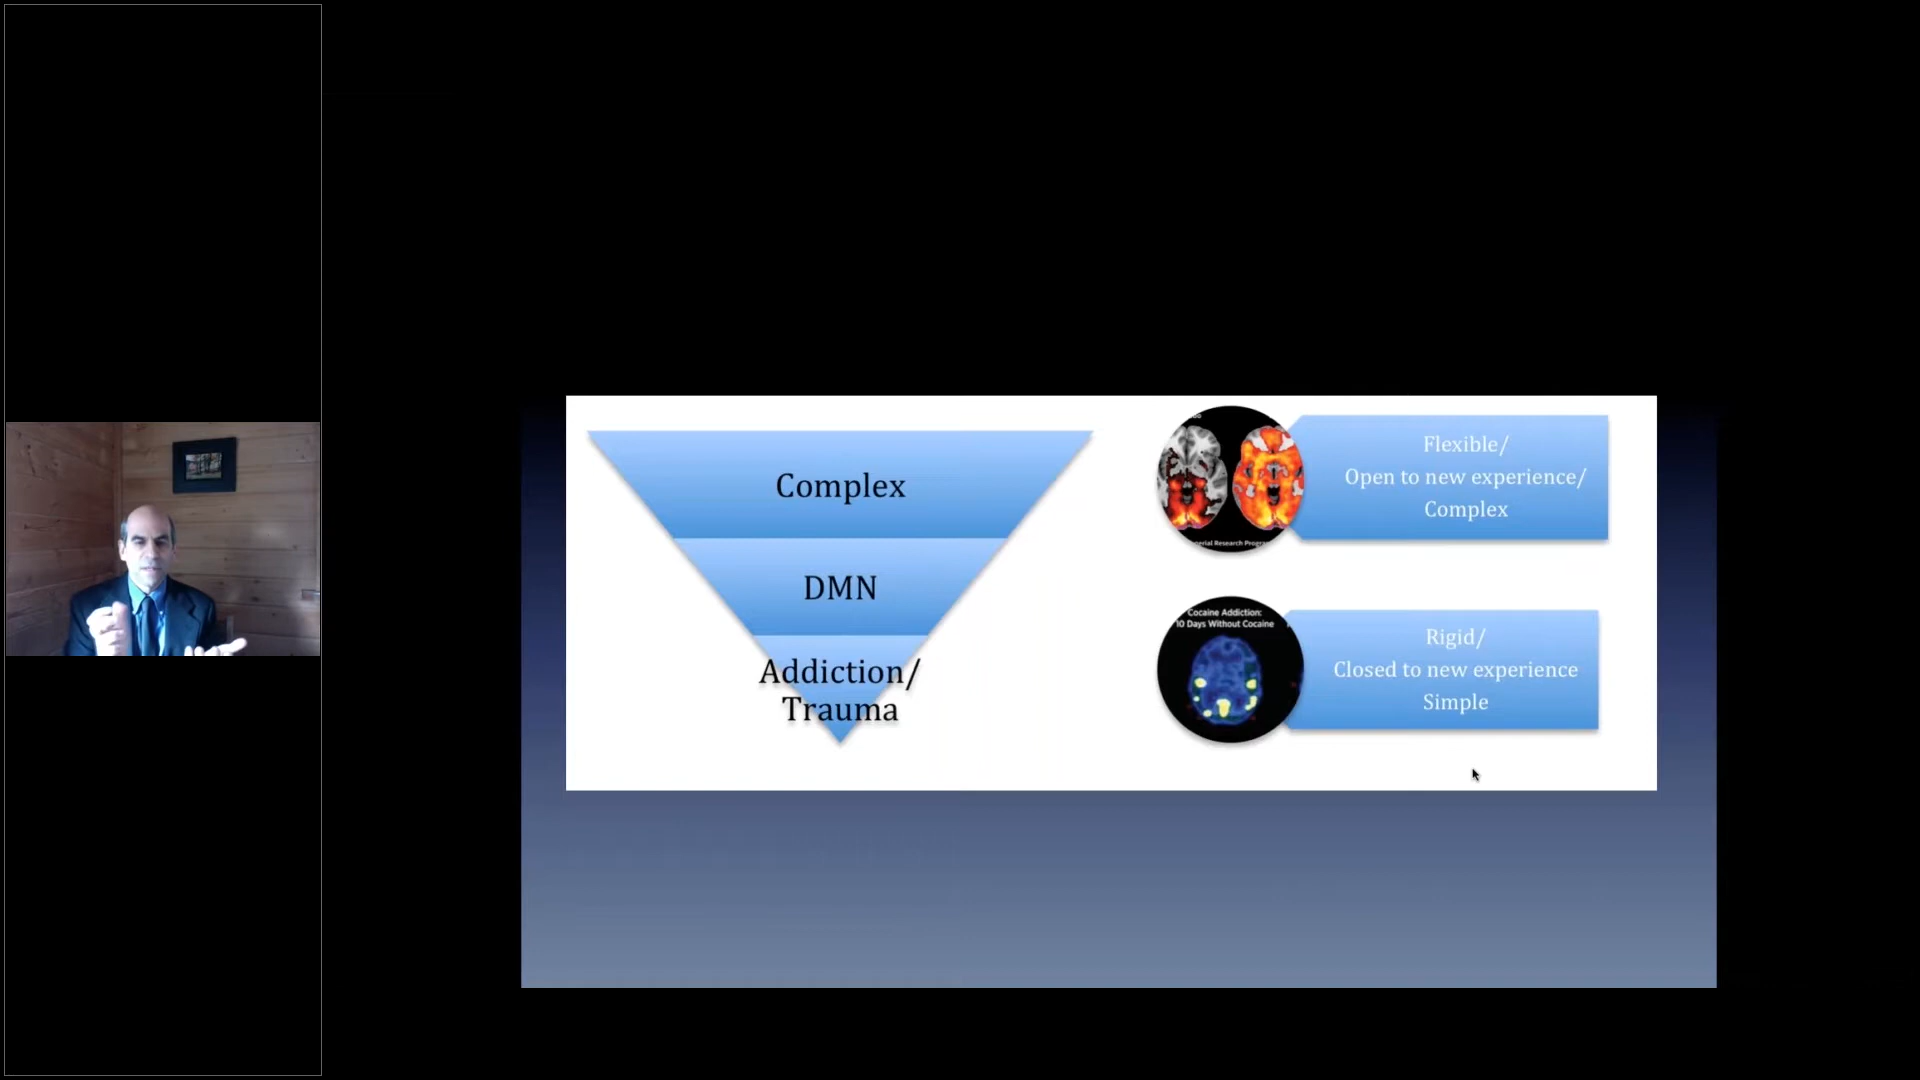 Complex
DMN
Addiction/
Trauma
Flexible/
Open to new experience/
Complex
Research
Cocaine Addiction:
10 Days Without Cocaine
Rigid/
Closed to new experience
Simple